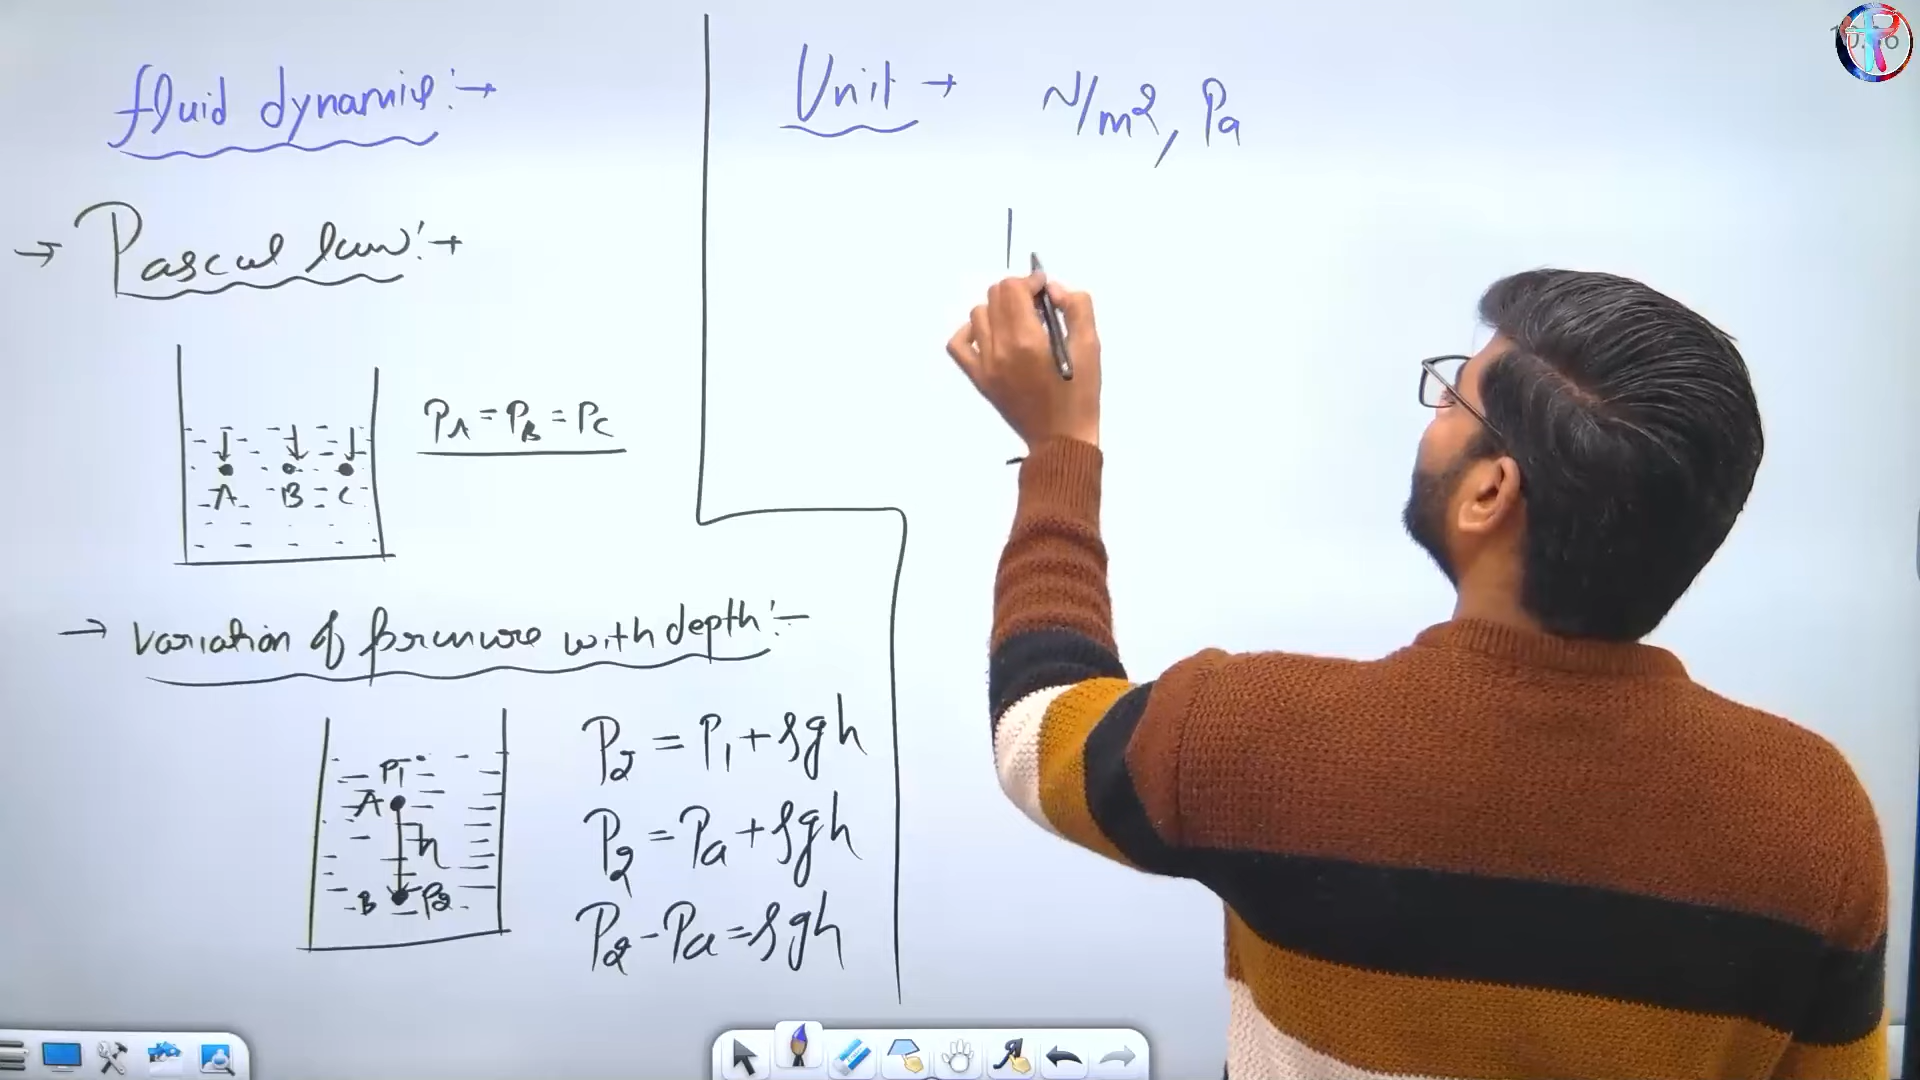 fluid dynamics:→
→ Pascal law:→
PA = PB = PC
A B C
→ Variation of pressure with depth:-
P1
A
h
B P2
P2 = P1 + ρgh
P2 = Pa + ρgh
P2 - Pa = ρgh
Unit → N/m², Pa